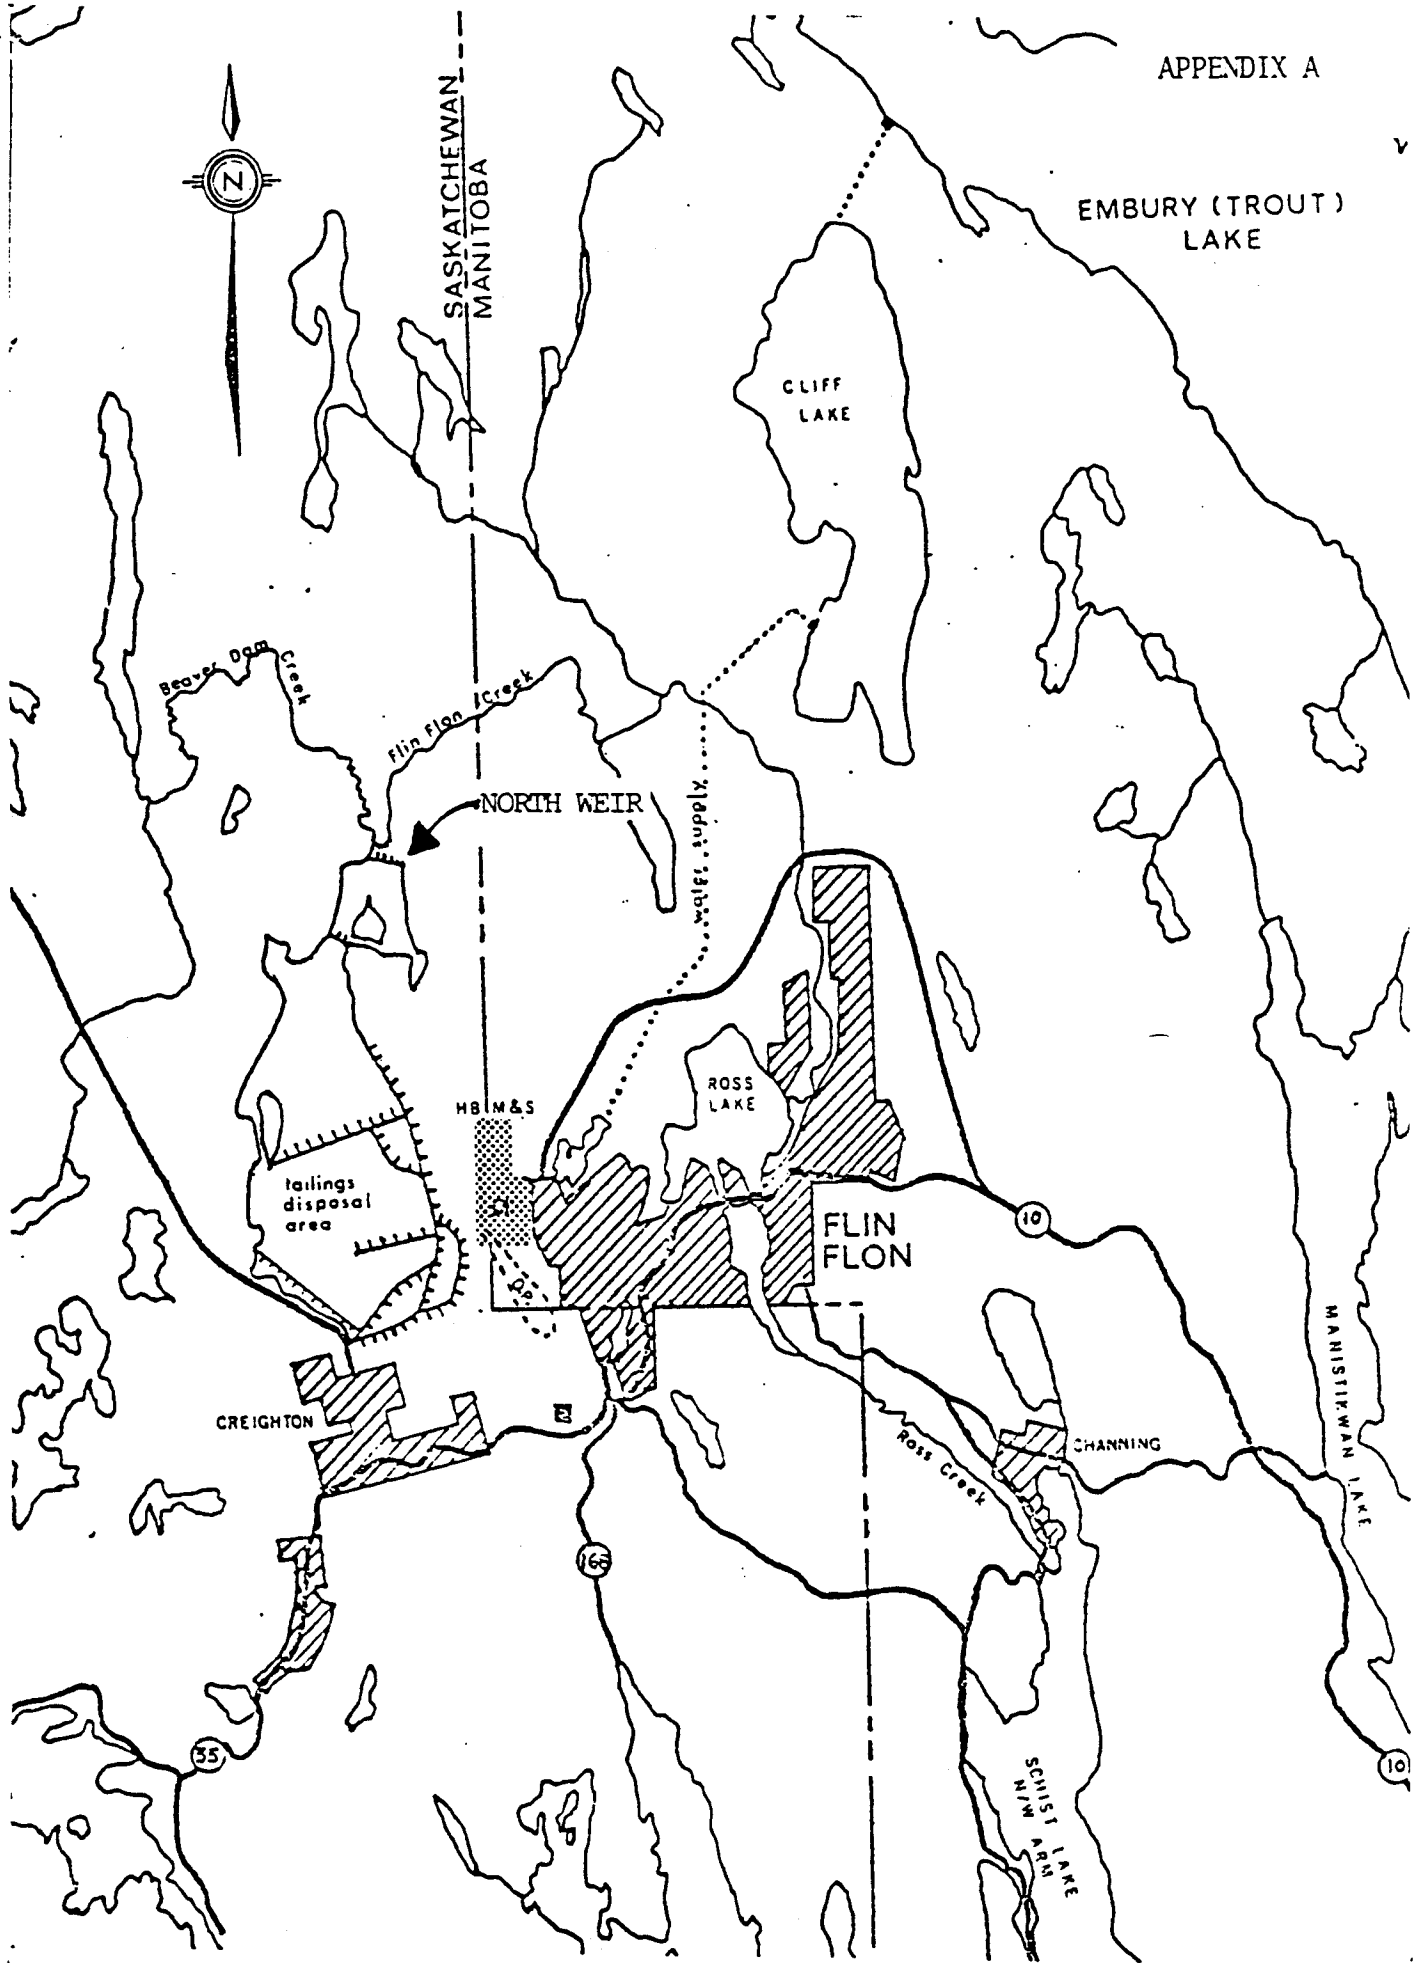 APPENDIX A
N
SASKATCHEWAN
MANITOBA
EMBURY (TROUT)
LAKE
CLIFF
LAKE
Beaver Dam Creek
Flin Flon Creek
NORTH WEIR
water supply
ROSS
LAKE
HBM&S
tailings
disposal
area
FLIN
FLON
10
MANISTIKWAN LAKE
CREIGHTON
Ross Creek
CHANNING
35
10
SCHIST LAKE
N/W ARM